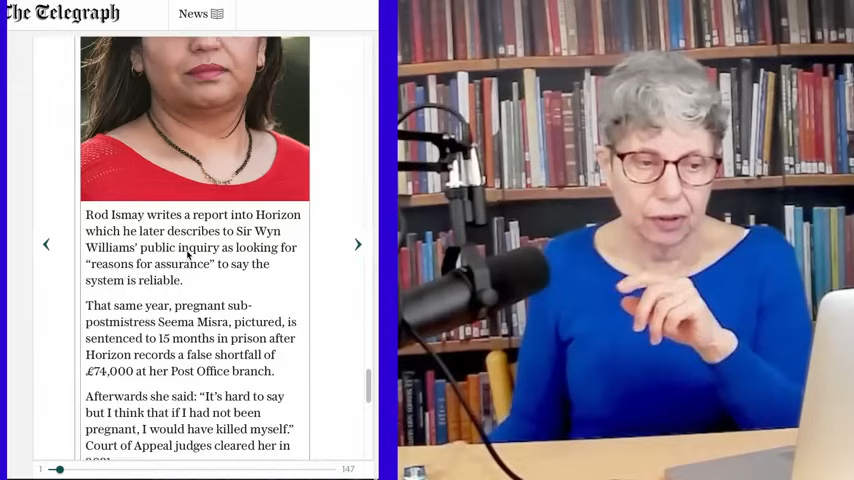 The Telegraph
News
Rod Ismay writes a report into Horizon
which he later describes to Sir Wyn
Williams' public inquiry as looking for
“reasons for assurance” to say the
system is reliable.
That same year, pregnant sub-
postmistress Seema Misra, pictured, is
sentenced to 15 months in prison after
Horizon records a false shortfall of
£74,000 at her Post Office branch.
Afterwards she said: “It's hard to say
but I think that if I had not been
pregnant, I would have killed myself.”
Court of Appeal judges cleared her in
1
147